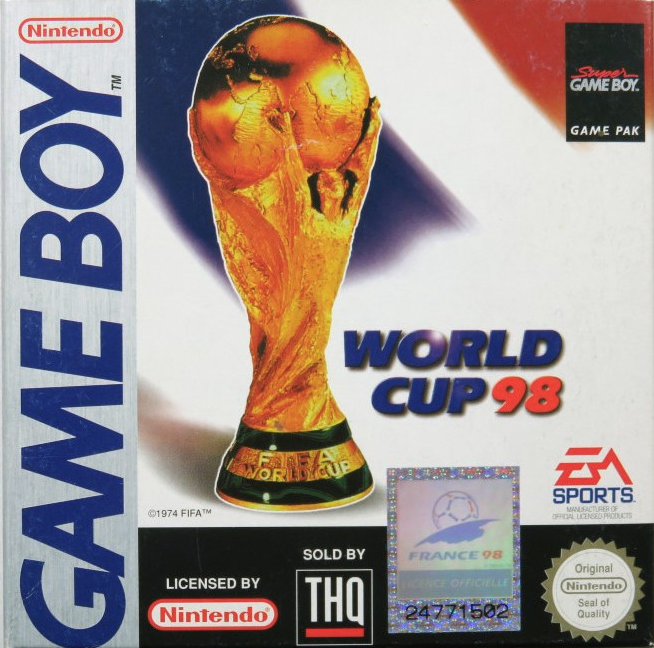 Nintendo
GAME BOY™
Super
GAME BOY.
GAME PAK
WORLD
CUP 98
FIFA
WORLD CUP
©1974 FIFA™
EA
SPORTS™
MANUFACTURER OF
OFFICIAL LICENSED PRODUCTS
FRANCE 98
LICENCE OFFICIELLE
24771502
SOLD BY
THQ
LICENSED BY
Nintendo
Original
Nintendo
Seal of
Quality
TM